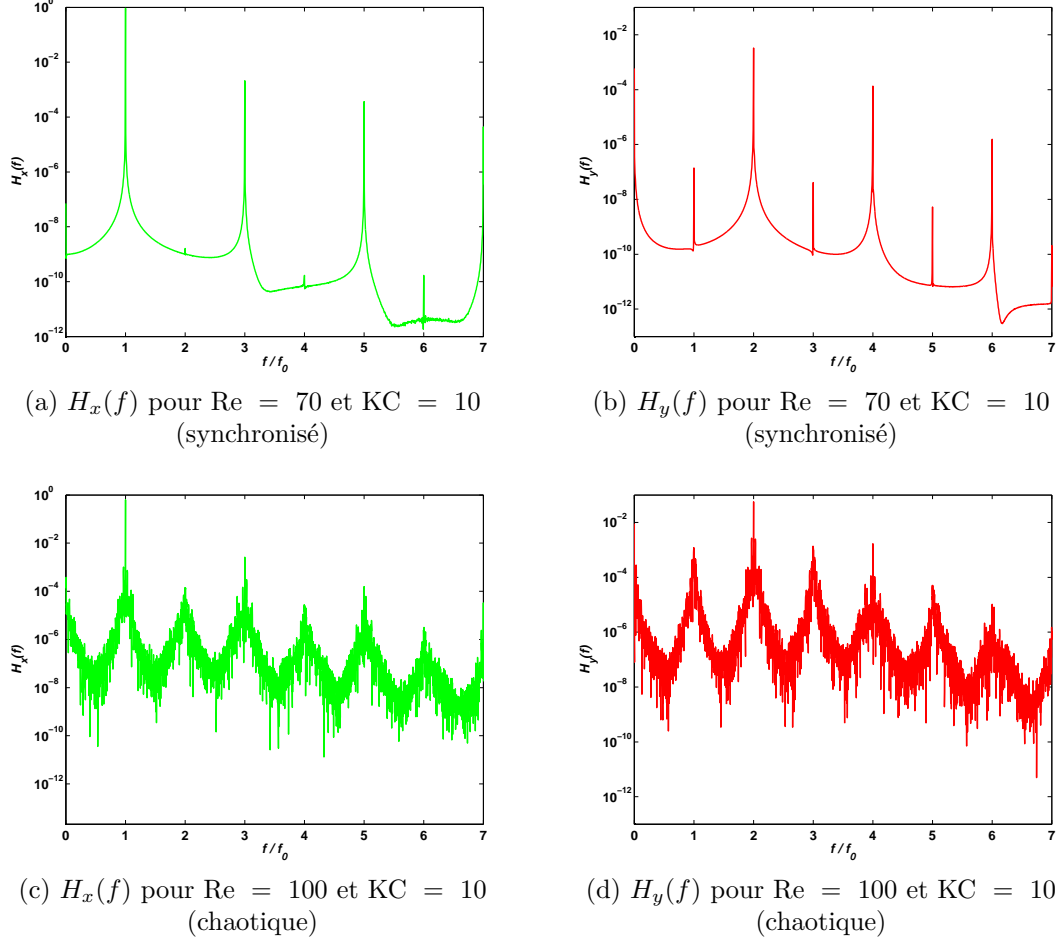 10^0
10^-2
10^-4
10^-6
10^-8
10^-10
10^-12
H_x(f)
0 1 2 3 4 5 6 7
f / f_0
(a) H_x(f) pour Re = 70 et KC = 10
(synchronisé)
10^-2
10^-4
10^-6
10^-8
10^-10
10^-12
H_y(f)
0 1 2 3 4 5 6 7
f / f_0
(b) H_y(f) pour Re = 70 et KC = 10
(synchronisé)
10^0
10^-2
10^-4
10^-6
10^-8
10^-10
10^-12
H_x(f)
0 1 2 3 4 5 6 7
f / f_0
(c) H_x(f) pour Re = 100 et KC = 10
(chaotique)
10^-2
10^-4
10^-6
10^-8
10^-10
10^-12
H_y(f)
0 1 2 3 4 5 6 7
f / f_0
(d) H_y(f) pour Re = 100 et KC = 10
(chaotique)